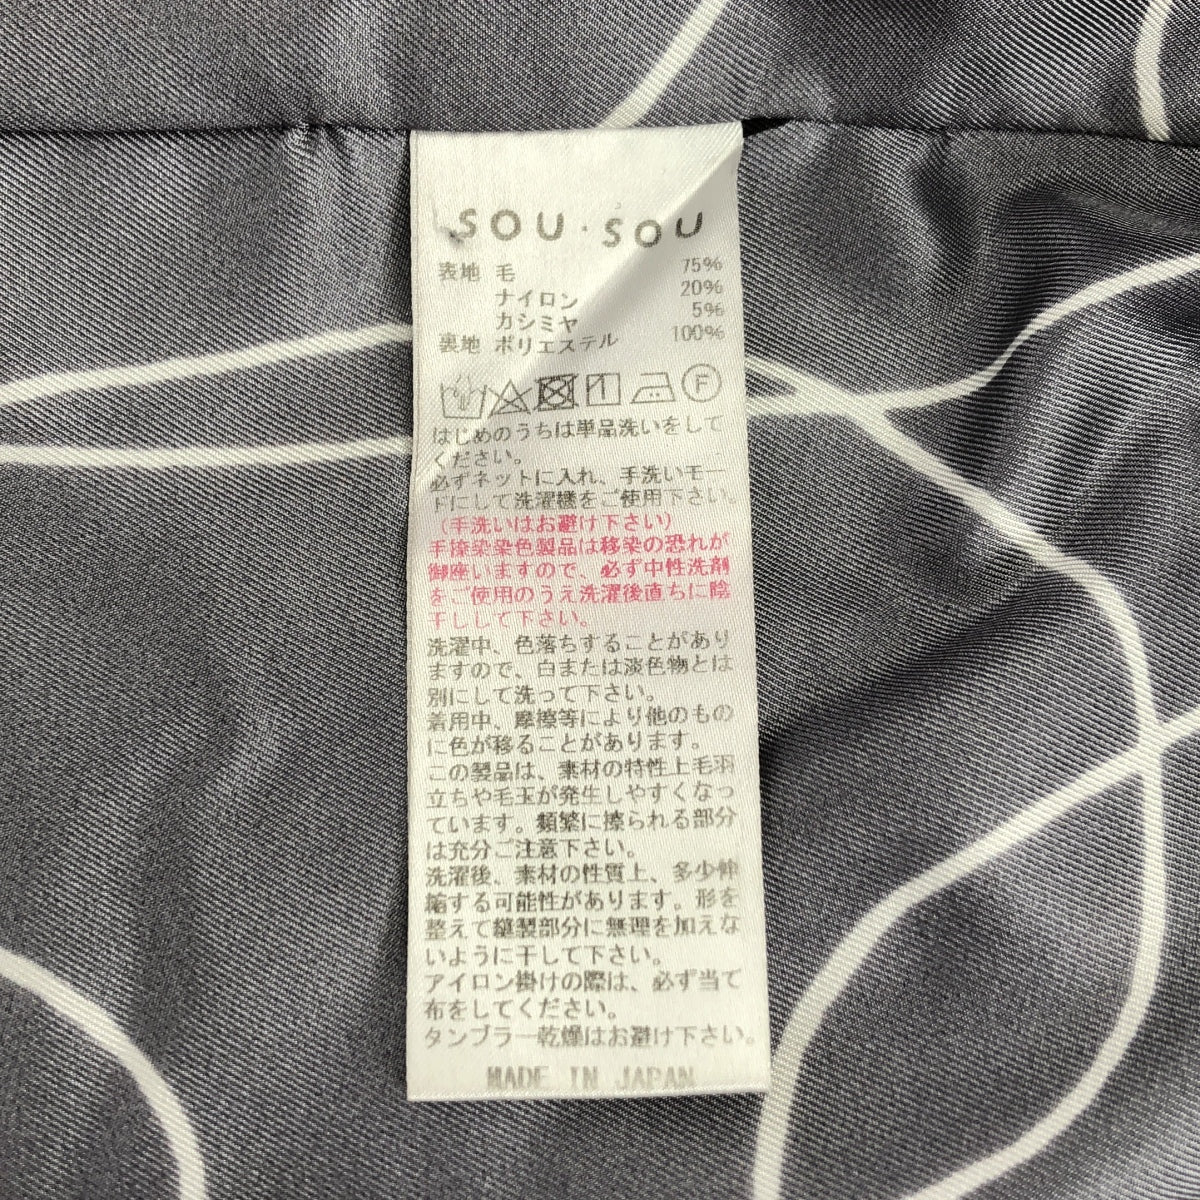 SOU・SOU
表地 毛 75%
ナイロン 20%
カシミヤ 5%
裏地 ポリエステル 100%
F
はじめのうちは単品洗いをして
ください。
必ずネットに入れ、手洗いモー
ドにして洗濯機をご使用下さい。
(手洗いはお避け下さい)
手捺染染色製品は移染の恐れが
御座いますので、必ず中性洗剤
をご使用のうえ洗濯後直ちに陰
干しして下さい。
洗濯中、色落ちすることがあり
ますので、白または淡色物とは
別にして洗って下さい。
着用中、摩擦等により他のもの
に色が移ることがあります。
この製品は、素材の特性上毛羽
立ちや毛玉が発生しやすくなっ
ています。頻繁に擦られる部分
は充分ご注意下さい。
洗濯後、素材の性質上、多少伸
縮する可能性があります。形を
整えて縫製部分に無理を加えな
いように干して下さい。
アイロン掛けの際は、必ず当て
布をしてください。
タンブラー乾燥はお避け下さい。
MADE IN JAPAN